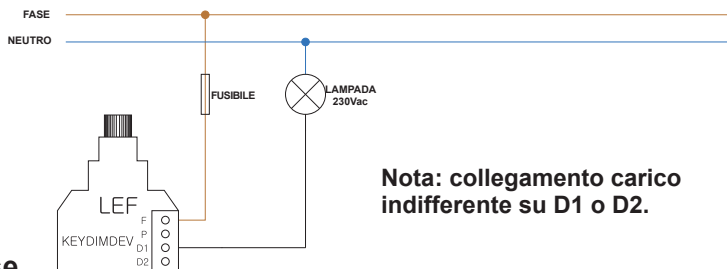 FASE
NEUTRO
FUSIBILE
LAMPADA
230Vac
Nota: collegamento carico
indifferente su D1 o D2.
LEF
KEYDIMDEV
F
P
D1
D2